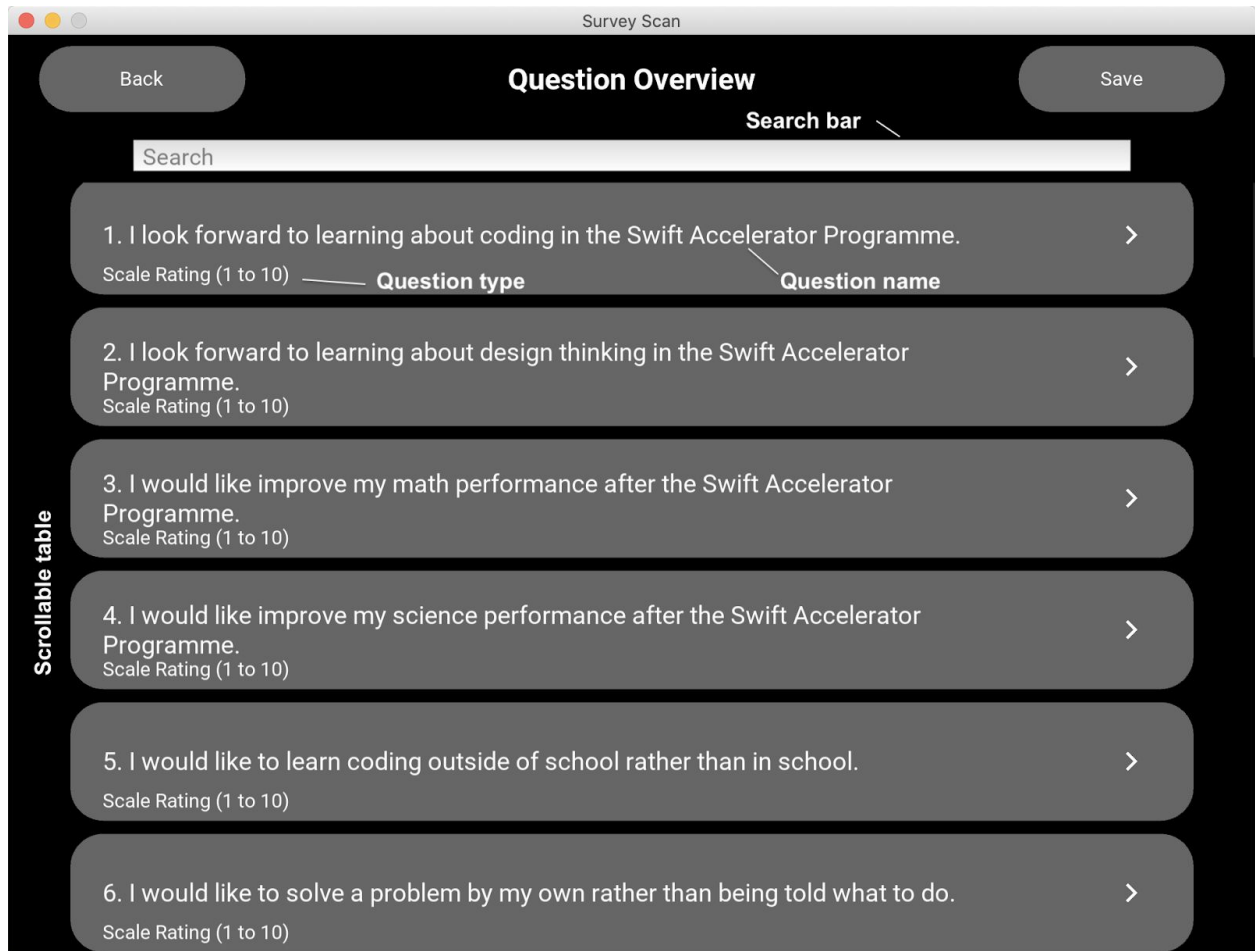 Survey Scan
Back
Question Overview
Save
Search bar
Search
1. I look forward to learning about coding in the Swift Accelerator Programme.
Scale Rating (1 to 10)
Question type
Question name
2. I look forward to learning about design thinking in the Swift Accelerator
Programme.
Scale Rating (1 to 10)
3. I would like improve my math performance after the Swift Accelerator
Programme.
Scale Rating (1 to 10)
Scrollable table
4. I would like improve my science performance after the Swift Accelerator
Programme.
Scale Rating (1 to 10)
5. I would like to learn coding outside of school rather than in school.
Scale Rating (1 to 10)
6. I would like to solve a problem by my own rather than being told what to do.
Scale Rating (1 to 10)